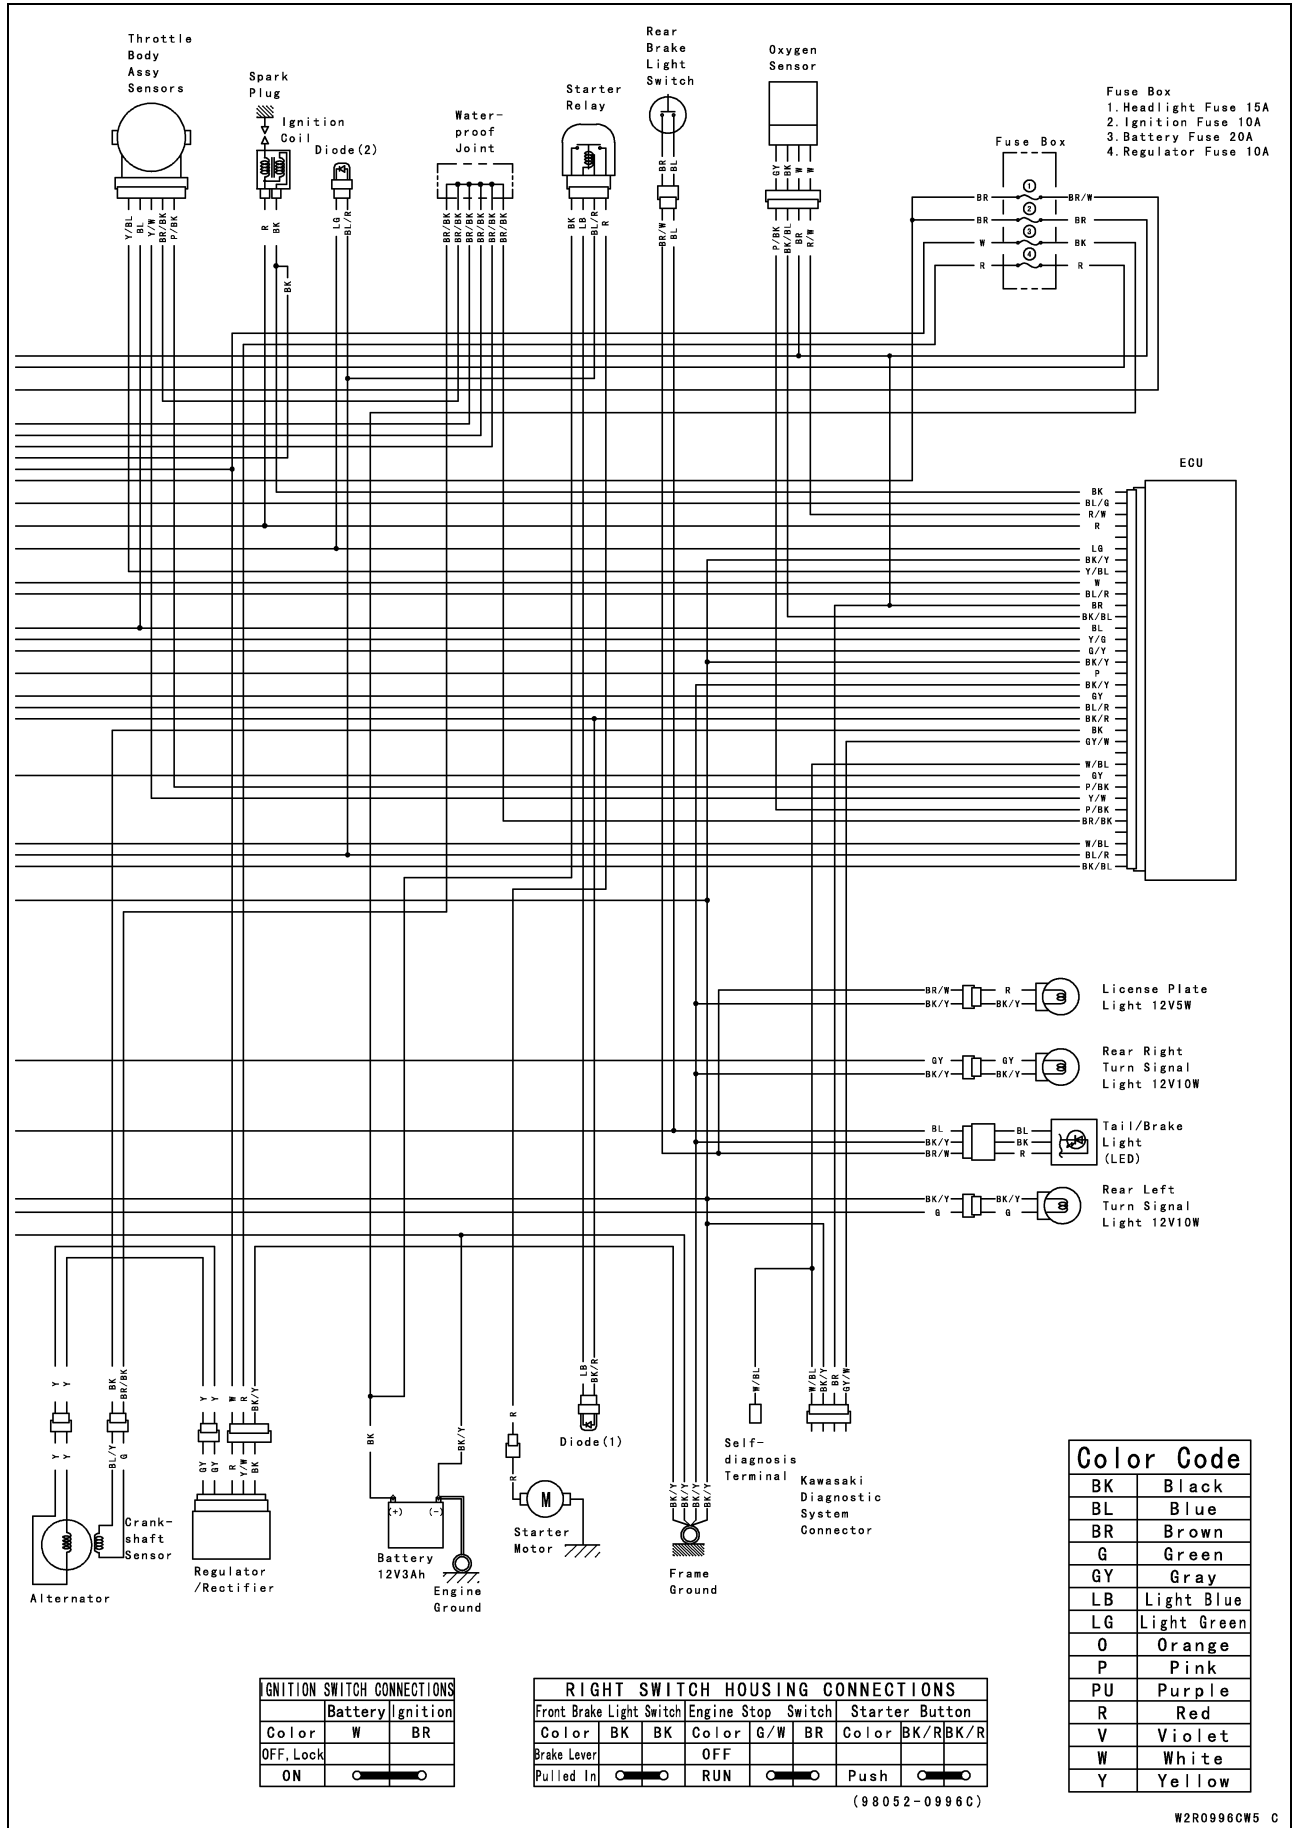 Throttle
Body
Assy
Sensors
Spark
Plug
Ignition
Coil
Diode(2)
Water-
proof
Joint
Starter
Relay
Rear
Brake
Light
Switch
Oxygen
Sensor
Fuse Box
Fuse Box
1. Headlight Fuse 15A
2. Ignition Fuse 10A
3. Battery Fuse 20A
4. Regulator Fuse 10A
1
2
3
4
BR
BR/W
BR
BR
W
BK
R
R
Y/BL
BL
Y/W
BR/BK
P/BK
R
BK
BK
LG
BL/R
BR/BK
BR/BK
BR/BK
BR/BK
BR/BK
BR/BK
BK
LB
BL/R
R
BR
BL
BR/W
BL
GY
BK
W
W
P/BK
BK/BL
BR
R/W
ECU
BK
BL/G
R/W
R
LG
BK/Y
Y/BL
W
BL/R
BR
BK/BL
BL
Y/G
G/Y
BK/Y
P
BK/Y
GY
BL/R
BK/R
BK
GY/W
W/BL
GY
P/BK
Y/W
P/BK
BR/BK
W/BL
BL/R
BK/BL
BR/W
R
BK/Y
BK/Y
License Plate
Light 12V5W
GY
GY
BK/Y
BK/Y
Rear Right
Turn Signal
Light 12V10W
BL
BL
BK/Y
BK
BR/W
R
Tail/Brake
Light
(LED)
BK/Y
BK/Y
G
G
Rear Left
Turn Signal
Light 12V10W
Y
Y
Y
Y
BK
BR/BK
BL/Y
G
Y
Y
W
R
BK/Y
GY
GY
R
Y/W
BK
BK
BK/Y
R
R
LB
BK/R
BK/Y
BK/Y
BK/Y
BK/Y
W/BL
W/BL
BK/Y
BR
GY/W
Alternator
Crank-
shaft
Sensor
Regulator
/Rectifier
(+)
(-)
Battery
12V3Ah
Engine
Ground
M
Starter
Motor
Diode(1)
Frame
Ground
Self-
diagnosis
Terminal
Kawasaki
Diagnostic
System
Connector
Color Code
BK Black
BL Blue
BR Brown
G Green
GY Gray
LB Light Blue
LG Light Green
O Orange
P Pink
PU Purple
R Red
V Violet
W White
Y Yellow
IGNITION SWITCH CONNECTIONS
Battery Ignition
Color W BR
OFF,Lock
ON
RIGHT SWITCH HOUSING CONNECTIONS
Front Brake Light Switch Engine Stop Switch Starter Button
Color BK BK Color G/W BR Color BK/R BK/R
Brake Lever OFF
Pulled In RUN Push
(98052-0996C)
W2R0996CW5 C